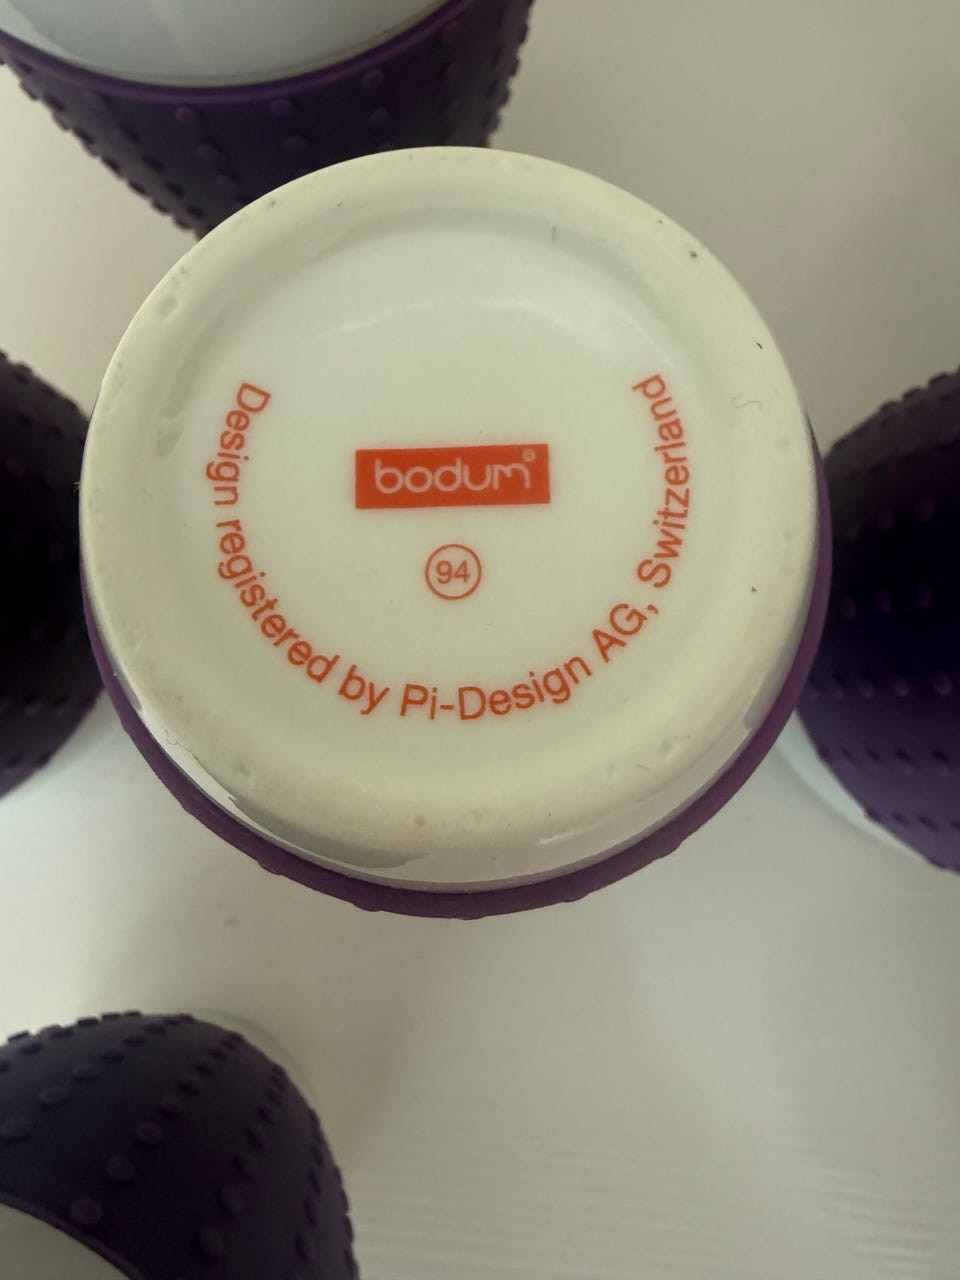 bodum®
94
Design registered by Pi-Design AG, Switzerland